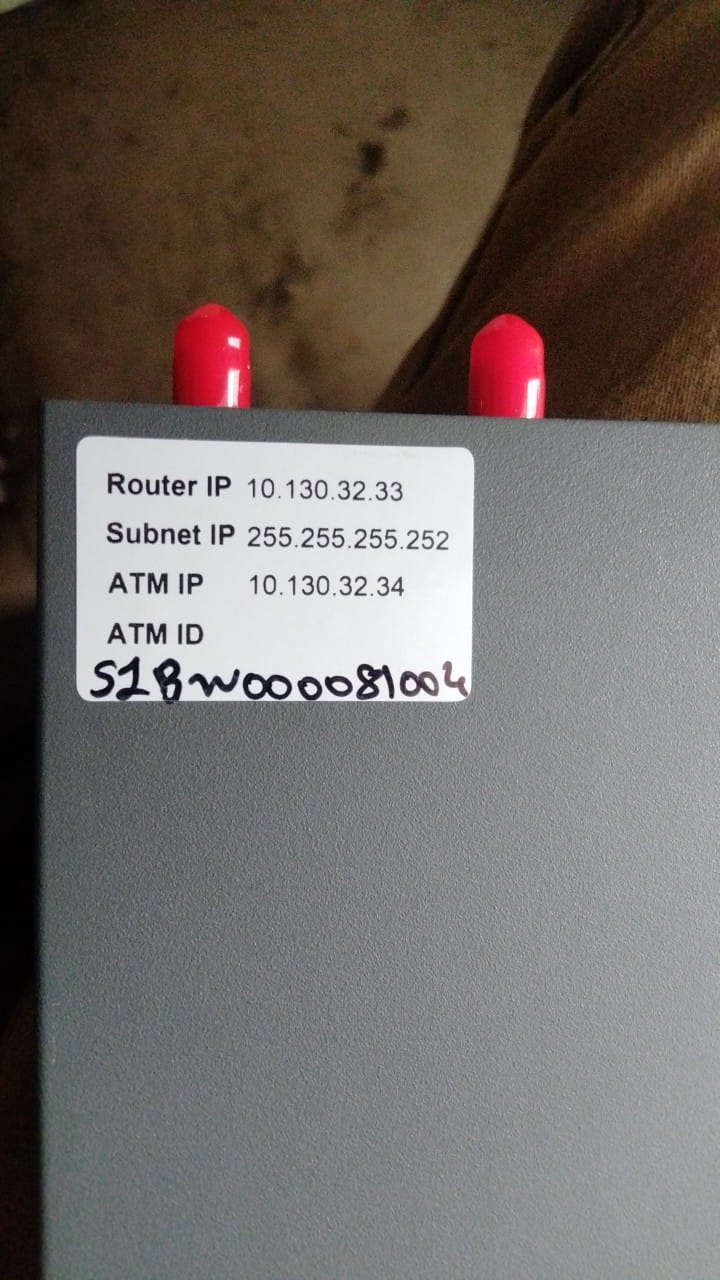 Router IP 10.130.32.33
Subnet IP 255.255.255.252
ATM IP 10.130.32.34
ATM ID
S1BW000081004